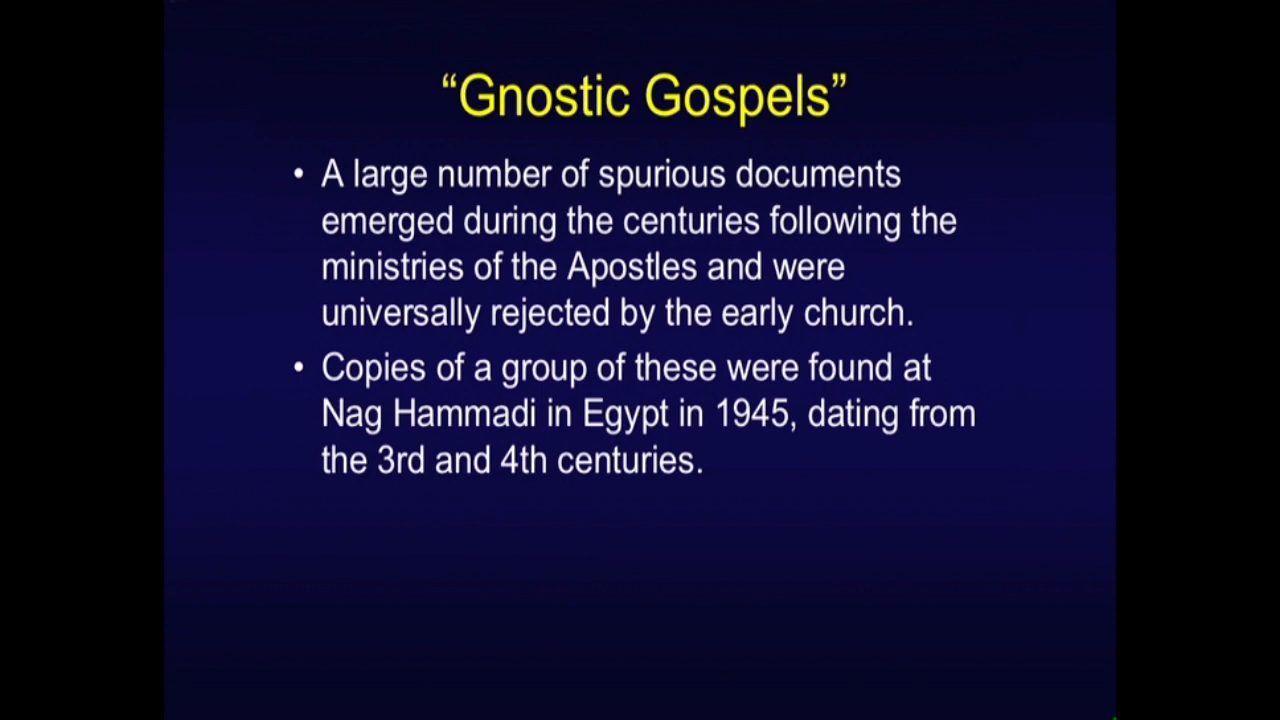 “Gnostic Gospels”
• A large number of spurious documents
emerged during the centuries following the
ministries of the Apostles and were
universally rejected by the early church.
• Copies of a group of these were found at
Nag Hammadi in Egypt in 1945, dating from
the 3rd and 4th centuries.